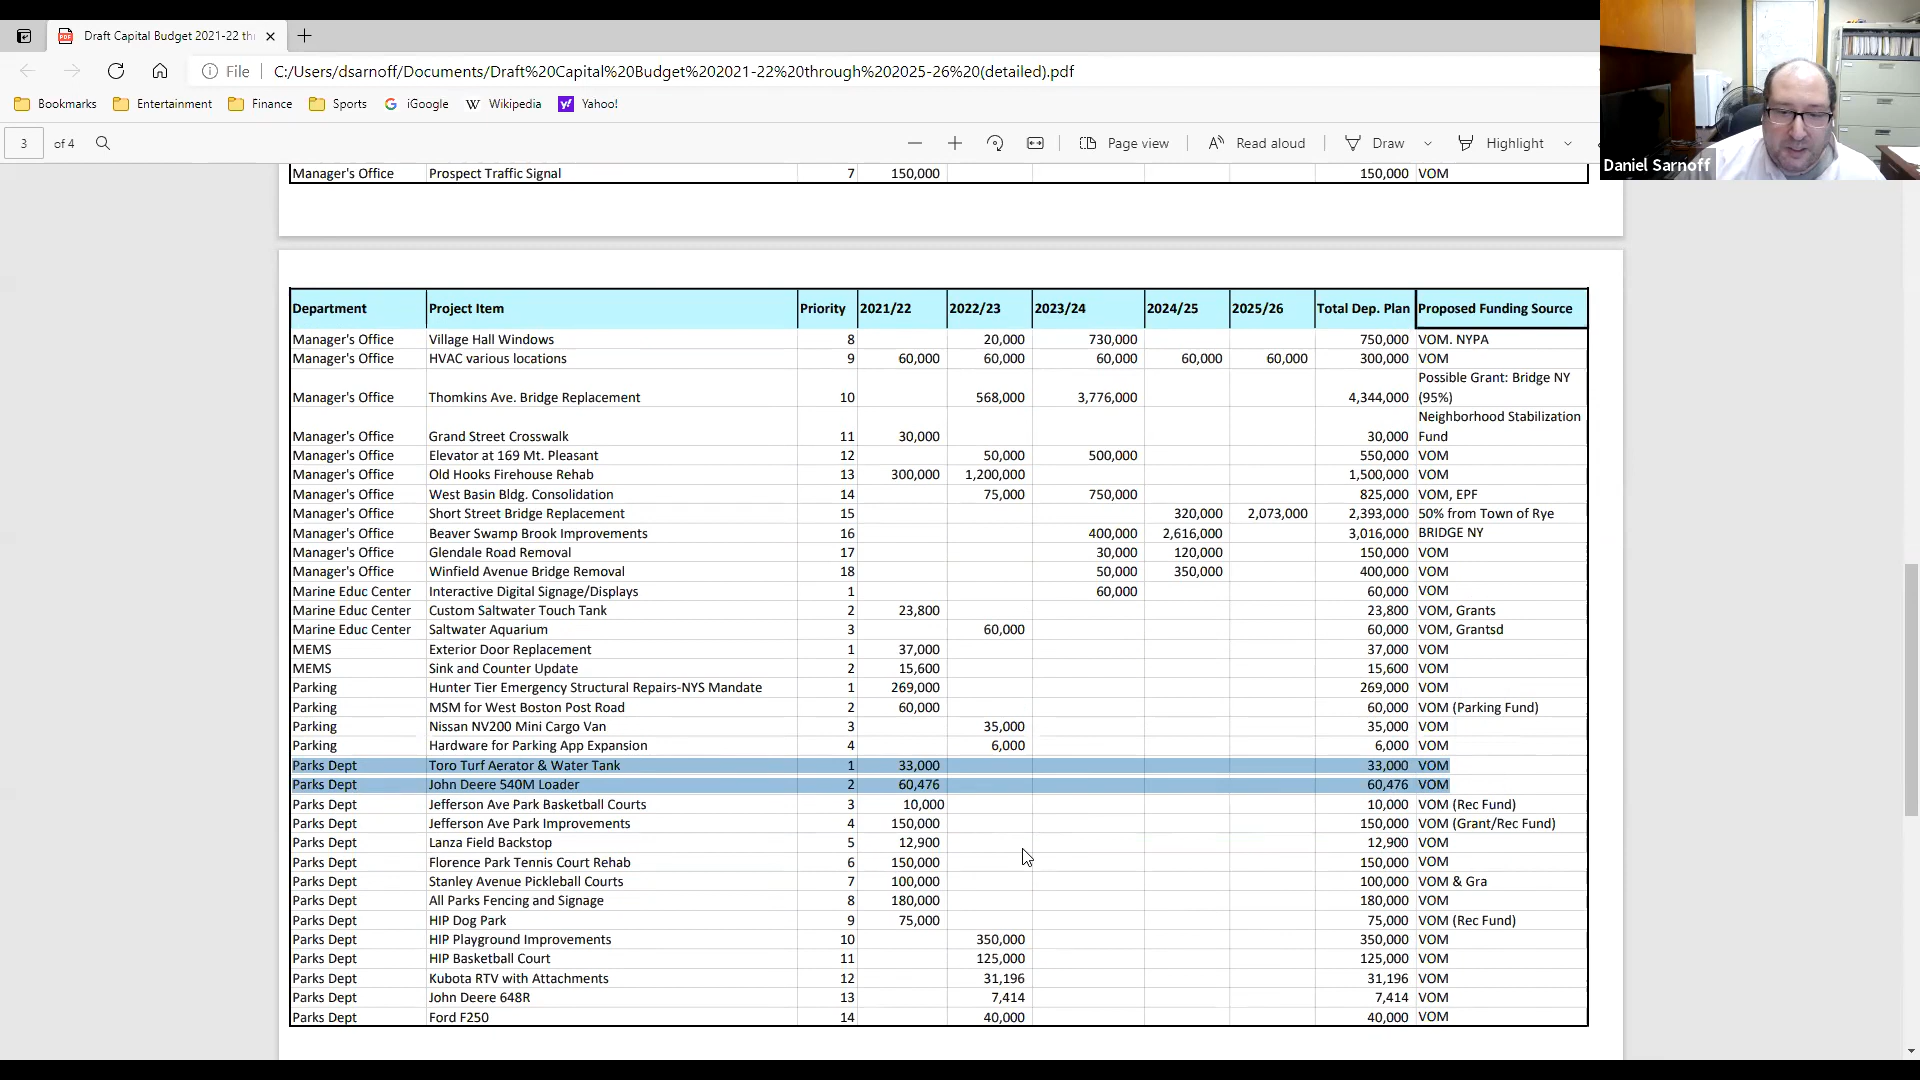 Draft Capital Budget 2021-22 thr
File C:/Users/dsarnoff/Documents/Draft%20Capital%20Budget%202021-22%20through%202025-26%20(detailed).pdf
Bookmarks Entertainment Finance Sports iGoogle Wikipedia Yahoo!
3 of 4 Page view Read aloud Draw Highlight
Daniel Sarnoff
Manager's Office Prospect Traffic Signal 7 150,000 150,000 VOM
Department Project Item Priority 2021/22 2022/23 2023/24 2024/25 2025/26 Total Dep. Plan Proposed Funding Source
Manager's Office Village Hall Windows 8 20,000 730,000 750,000 VOM. NYPA
Manager's Office HVAC various locations 9 60,000 60,000 60,000 60,000 60,000 300,000 VOM
Possible Grant: Bridge NY
Manager's Office Thomkins Ave. Bridge Replacement 10 568,000 3,776,000 4,344,000 (95%)
Neighborhood Stabilization
Manager's Office Grand Street Crosswalk 11 30,000 30,000 Fund
Manager's Office Elevator at 169 Mt. Pleasant 12 50,000 500,000 550,000 VOM
Manager's Office Old Hooks Firehouse Rehab 13 300,000 1,200,000 1,500,000 VOM
Manager's Office West Basin Bldg. Consolidation 14 75,000 750,000 825,000 VOM, EPF
Manager's Office Short Street Bridge Replacement 15 320,000 2,073,000 2,393,000 50% from Town of Rye
Manager's Office Beaver Swamp Brook Improvements 16 400,000 2,616,000 3,016,000 BRIDGE NY
Manager's Office Glendale Road Removal 17 30,000 120,000 150,000 VOM
Manager's Office Winfield Avenue Bridge Removal 18 50,000 350,000 400,000 VOM
Marine Educ Center Interactive Digital Signage/Displays 1 60,000 60,000 VOM
Marine Educ Center Custom Saltwater Touch Tank 2 23,800 23,800 VOM, Grants
Marine Educ Center Saltwater Aquarium 3 60,000 60,000 VOM, Grantsd
MEMS Exterior Door Replacement 1 37,000 37,000 VOM
MEMS Sink and Counter Update 2 15,600 15,600 VOM
Parking Hunter Tier Emergency Structural Repairs-NYS Mandate 1 269,000 269,000 VOM
Parking MSM for West Boston Post Road 2 60,000 60,000 VOM (Parking Fund)
Parking Nissan NV200 Mini Cargo Van 3 35,000 35,000 VOM
Parking Hardware for Parking App Expansion 4 6,000 6,000 VOM
Parks Dept Toro Turf Aerator & Water Tank 1 33,000 33,000 VOM
Parks Dept John Deere 540M Loader 2 60,476 60,476 VOM
Parks Dept Jefferson Ave Park Basketball Courts 3 10,000 10,000 VOM (Rec Fund)
Parks Dept Jefferson Ave Park Improvements 4 150,000 150,000 VOM (Grant/Rec Fund)
Parks Dept Lanza Field Backstop 5 12,900 12,900 VOM
Parks Dept Florence Park Tennis Court Rehab 6 150,000 150,000 VOM
Parks Dept Stanley Avenue Pickleball Courts 7 100,000 100,000 VOM & Gra
Parks Dept All Parks Fencing and Signage 8 180,000 180,000 VOM
Parks Dept HIP Dog Park 9 75,000 75,000 VOM (Rec Fund)
Parks Dept HIP Playground Improvements 10 350,000 350,000 VOM
Parks Dept HIP Basketball Court 11 125,000 125,000 VOM
Parks Dept Kubota RTV with Attachments 12 31,196 31,196 VOM
Parks Dept John Deere 648R 13 7,414 7,414 VOM
Parks Dept Ford F250 14 40,000 40,000 VOM